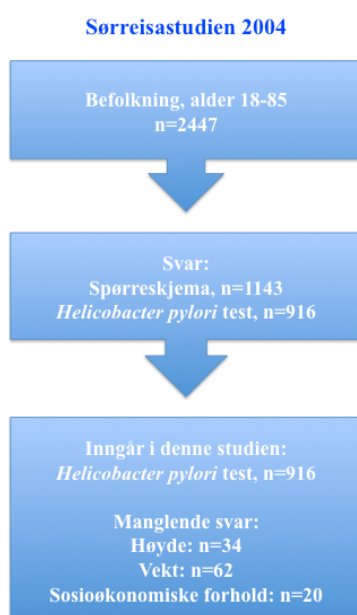 Sørreisastudien 2004
Befolkning, alder 18-85
n=2447
Svar:
Spørreskjema, n=1143
Helicobacter pylori test, n=916
Inngår i denne studien:
Helicobacter pylori test, n=916
Manglende svar:
Høyde: n=34
Vekt: n=62
Sosioøkonomiske forhold: n=20